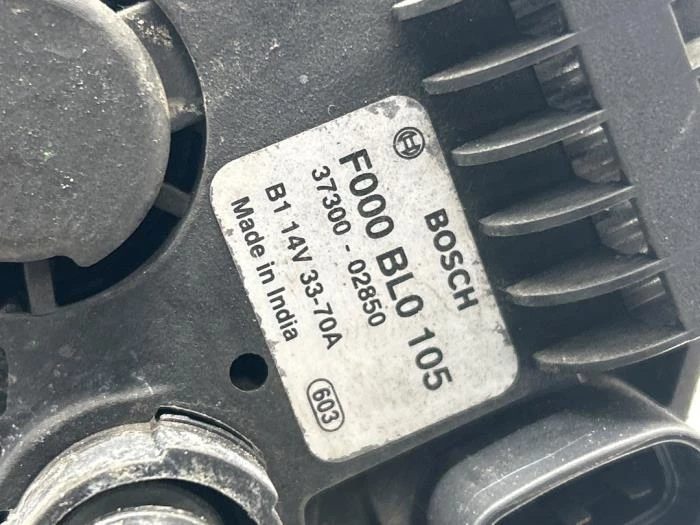 BOSCH
F000 BL0 105
37300 - 02850
B1 14V 33-70A
Made in India
603